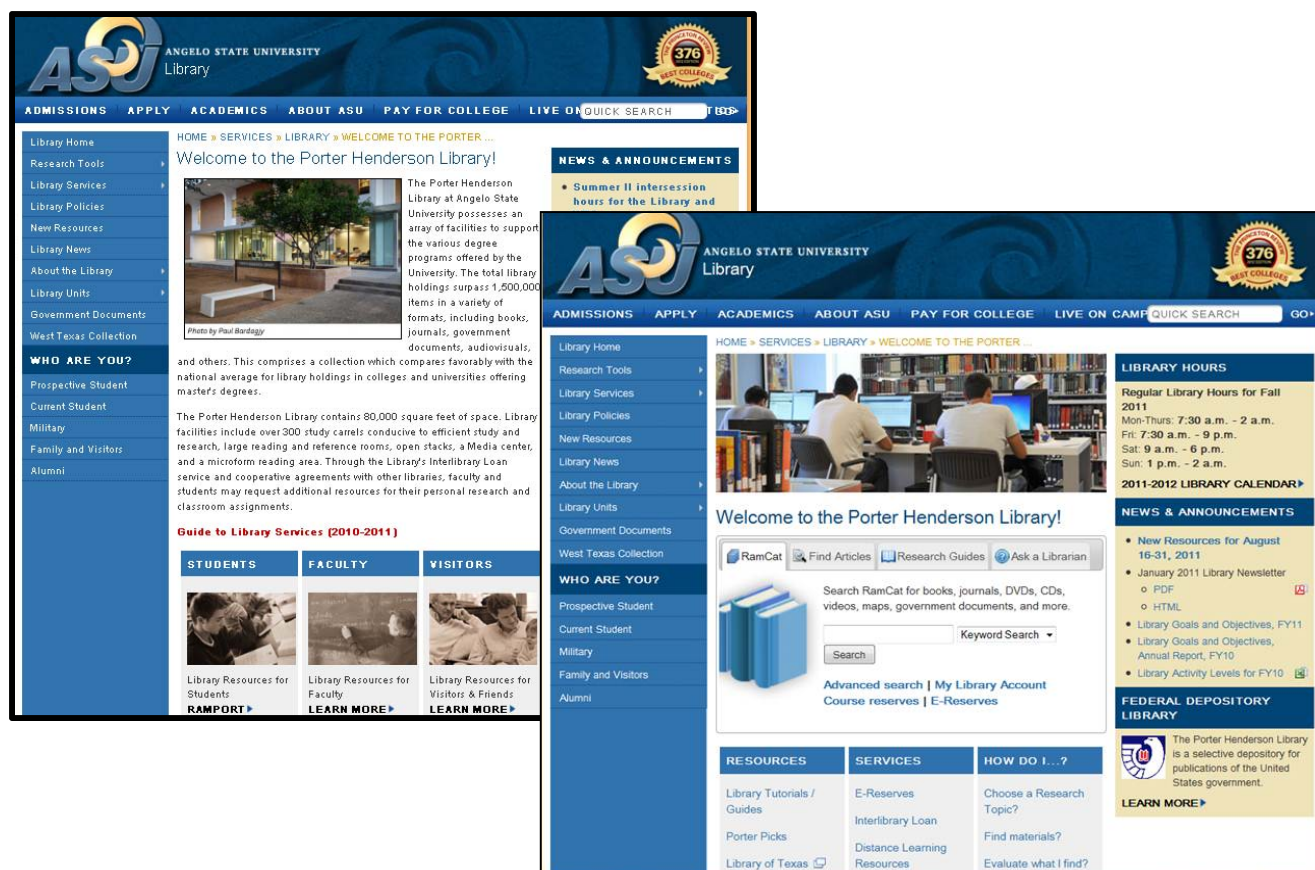 ASU
ANGELO STATE UNIVERSITY
Library
THE PRINCETON REVIEW
376
BEST COLLEGES
ADMISSIONS APPLY ACADEMICS ABOUT ASU PAY FOR COLLEGE LIVE ON QUICK SEARCH GO
Library Home
Research Tools
Library Services
Library Policies
New Resources
Library News
About the Library
Library Units
Government Documents
West Texas Collection
WHO ARE YOU?
Prospective Student
Current Student
Military
Family and Visitors
Alumni
HOME » SERVICES » LIBRARY » WELCOME TO THE PORTER ...
Welcome to the Porter Henderson Library!
Photo by Paul Bardagjy
The Porter Henderson
Library at Angelo State
University possesses an
array of facilities to support
the various degree
programs offered by the
University. The total library
holdings surpass 1,500,000
items in a variety of
formats, including books,
journals, government
documents, audiovisuals,
and others. This comprises a collection which compares favorably with the
national average for library holdings in colleges and universities offering
master's degrees.
The Porter Henderson Library contains 80,000 square feet of space. Library
facilities include over 300 study carrels conducive to efficient study and
research, large reading and reference rooms, open stacks, a Media center,
and a microform reading area. Through the Library's Interlibrary Loan
service and cooperative agreements with other libraries, faculty and
students may request additional resources for their personal research and
classroom assignments.
Guide to Library Services (2010-2011)
STUDENTS
Library Resources for
Students
RAMPORT
FACULTY
Library Resources for
Faculty
LEARN MORE
VISITORS
Library Resources for
Visitors & Friends
LEARN MORE
NEWS & ANNOUNCEMENTS
• Summer II intersession
hours for the Library and
ASU
ANGELO STATE UNIVERSITY
Library
THE PRINCETON REVIEW
376
BEST COLLEGES
ADMISSIONS APPLY ACADEMICS ABOUT ASU PAY FOR COLLEGE LIVE ON CAMP QUICK SEARCH GO
Library Home
Research Tools
Library Services
Library Policies
New Resources
Library News
About the Library
Library Units
Government Documents
West Texas Collection
WHO ARE YOU?
Prospective Student
Current Student
Military
Family and Visitors
Alumni
HOME » SERVICES » LIBRARY » WELCOME TO THE PORTER ...
Welcome to the Porter Henderson Library!
RamCat Find Articles Research Guides Ask a Librarian
Search RamCat for books, journals, DVDs, CDs,
videos, maps, government documents, and more.
Keyword Search
Search
Advanced search | My Library Account
Course reserves | E-Reserves
RESOURCES
Library Tutorials /
Guides
Porter Picks
Library of Texas
SERVICES
E-Reserves
Interlibrary Loan
Distance Learning
Resources
HOW DO I...?
Choose a Research
Topic?
Find materials?
Evaluate what I find?
LIBRARY HOURS
Regular Library Hours for Fall
2011
Mon-Thurs: 7:30 a.m. - 2 a.m.
Fri: 7:30 a.m. - 9 p.m.
Sat: 9 a.m. - 6 p.m.
Sun: 1 p.m. - 2 a.m.
2011-2012 LIBRARY CALENDAR
NEWS & ANNOUNCEMENTS
• New Resources for August
16-31, 2011
• January 2011 Library Newsletter
PDF
HTML
• Library Goals and Objectives, FY11
• Library Goals and Objectives,
Annual Report, FY10
• Library Activity Levels for FY10
FEDERAL DEPOSITORY
LIBRARY
The Porter Henderson Library
is a selective depository for
publications of the United
States government.
LEARN MORE